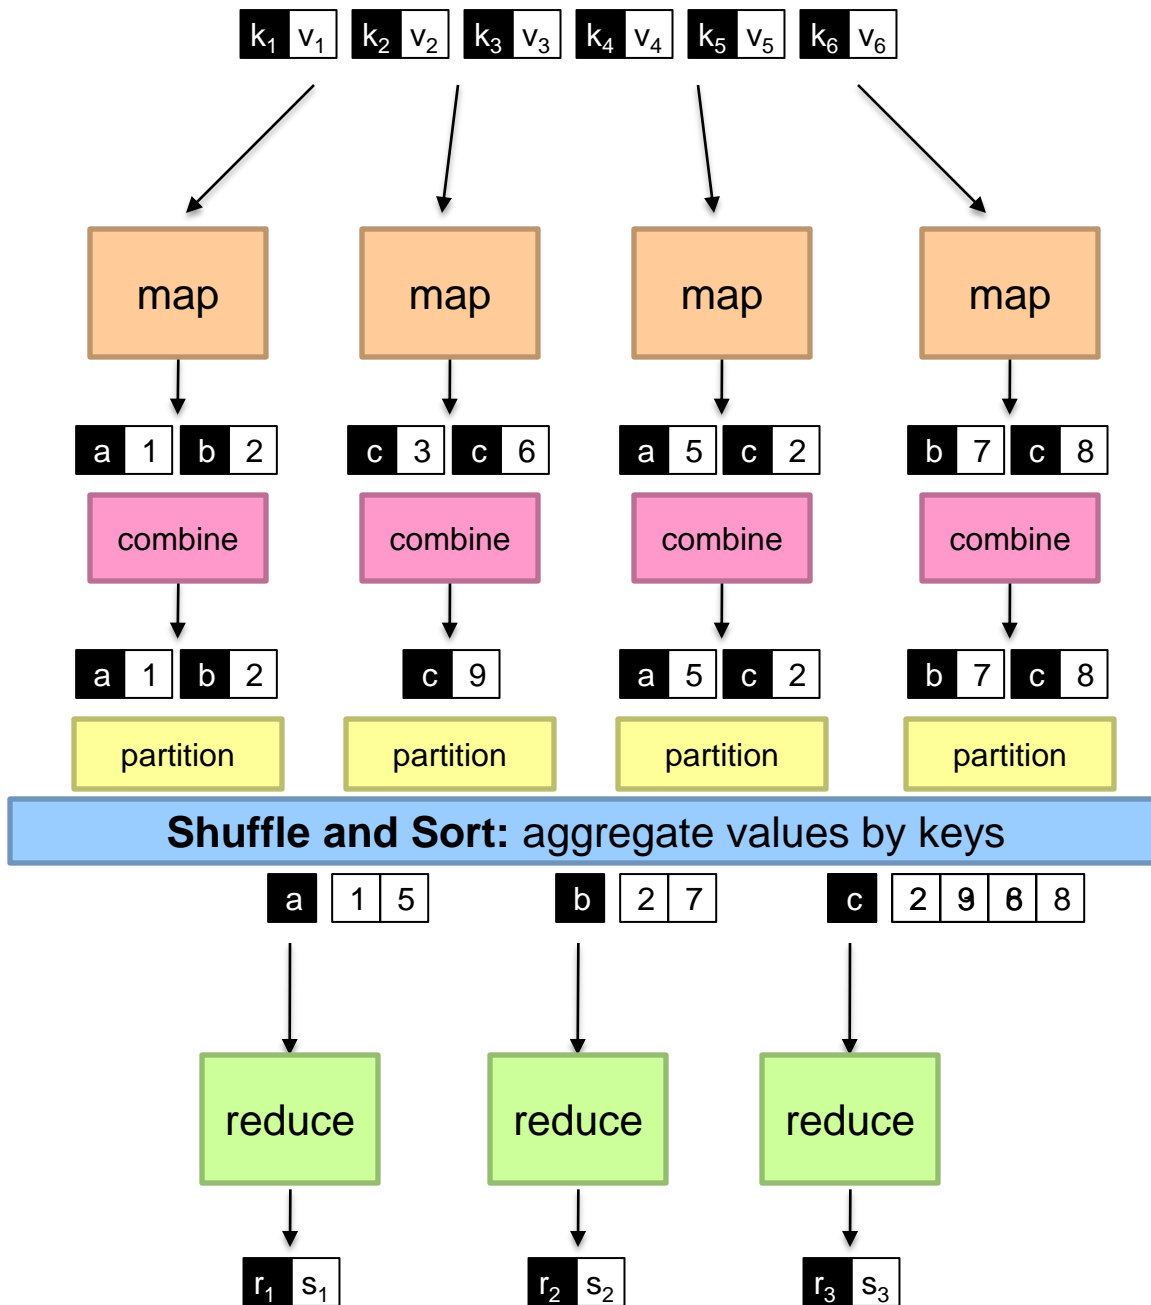 k1 v1 k2 v2 k3 v3 k4 v4 k5 v5 k6 v6
map map map map
a 1 b 2 c 3 c 6 a 5 c 2 b 7 c 8
combine combine combine combine
a 1 b 2 c 9 a 5 c 2 b 7 c 8
partition partition partition partition
Shuffle and Sort: aggregate values by keys
a 1 5 b 2 7 c 2 8
reduce reduce reduce
r1 s1 r2 s2 r3 s3